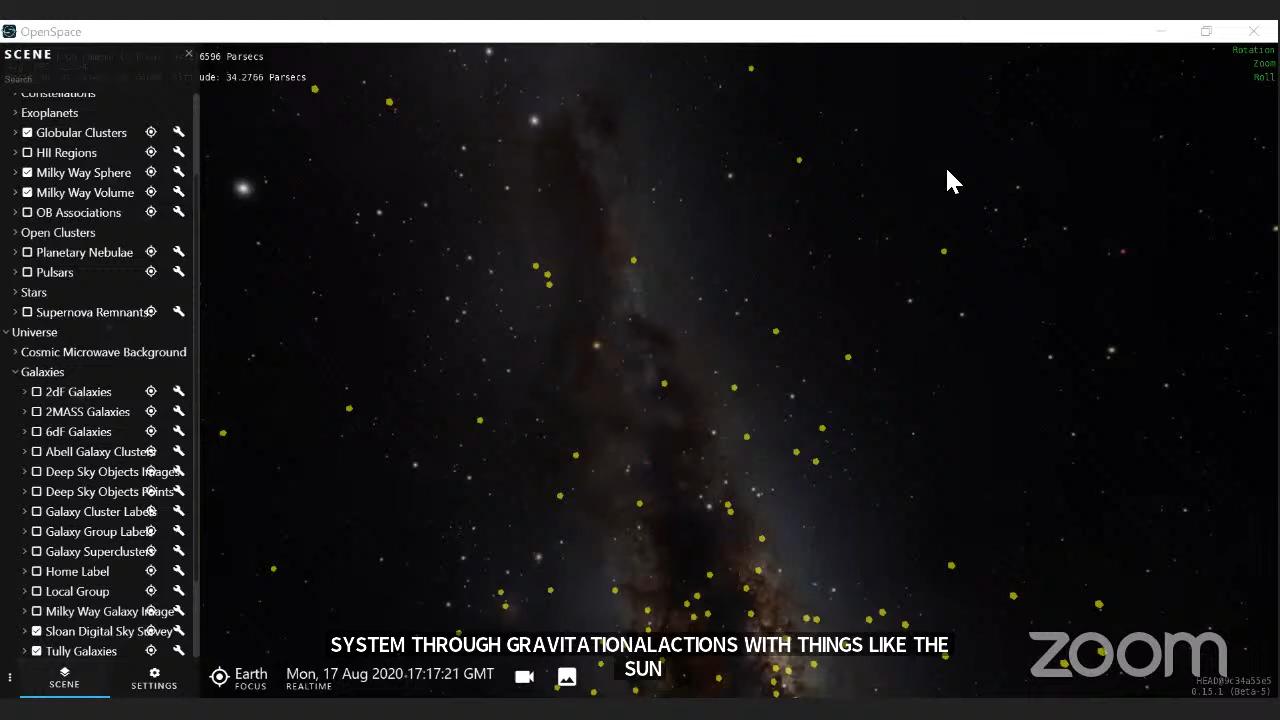 OpenSpace
SCENE
6596 Parsecs
Search
ude: 34.2766 Parsecs
Rotation
Zoom
Roll
Constellations
Exoplanets
Globular Clusters
HII Regions
Milky Way Sphere
Milky Way Volume
OB Associations
Open Clusters
Planetary Nebulae
Pulsars
Stars
Supernova Remnants
Universe
Cosmic Microwave Background
Galaxies
2dF Galaxies
2MASS Galaxies
6dF Galaxies
Abell Galaxy Clusters
Deep Sky Objects Images
Deep Sky Objects Points
Galaxy Cluster Labels
Galaxy Group Labels
Galaxy Superclusters
Home Label
Local Group
Milky Way Galaxy Image
Sloan Digital Sky Survey
Tully Galaxies
SYSTEM THROUGH GRAVITATIONALACTIONS WITH THINGS LIKE THE
SUN
zoom
SCENE
SETTINGS
Earth
FOCUS
Mon, 17 Aug 2020 17:17:21 GMT
REALTIME
HEAD@9c34a55e5
0.15.1 (Beta-5)